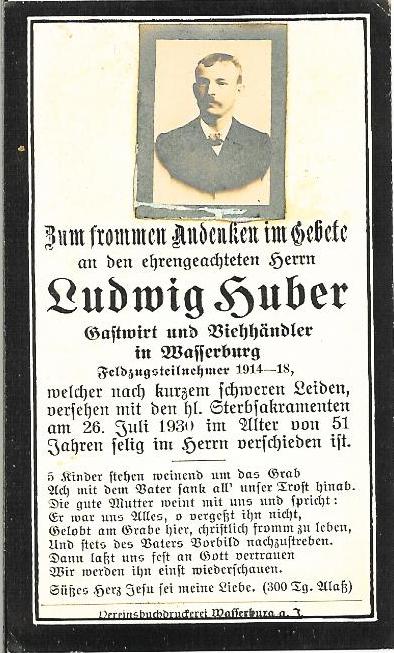 Zum frommen Andenken im Gebete
an den ehrengeachteten Herrn
Ludwig Huber
Gastwirt und Viehhändler
in Wasserburg
Feldzugsteilnehmer 1914–18,
welcher nach kurzem schweren Leiden,
versehen mit den hl. Sterbsakramenten
am 26. Juli 1930 im Alter von 51
Jahren selig im Herrn verschieden ist.
5 Kinder stehen weinend um das Grab
Ach mit dem Vater sank all' unser Trost hinab.
Die gute Mutter weint mit uns und spricht:
Er war uns Alles, o vergeßt ihn nicht,
Gelobt am Grabe hier, christlich fromm zu leben,
Und stets des Vaters Vorbild nachzustreben.
Dann laßt uns fest an Gott vertrauen
Wir werden ihn einst wiederschauen.
Süßes Herz Jesu sei meine Liebe. (300 Tg. Ablaß)
Vereinsbuchdruckerei Wasserburg a. I.